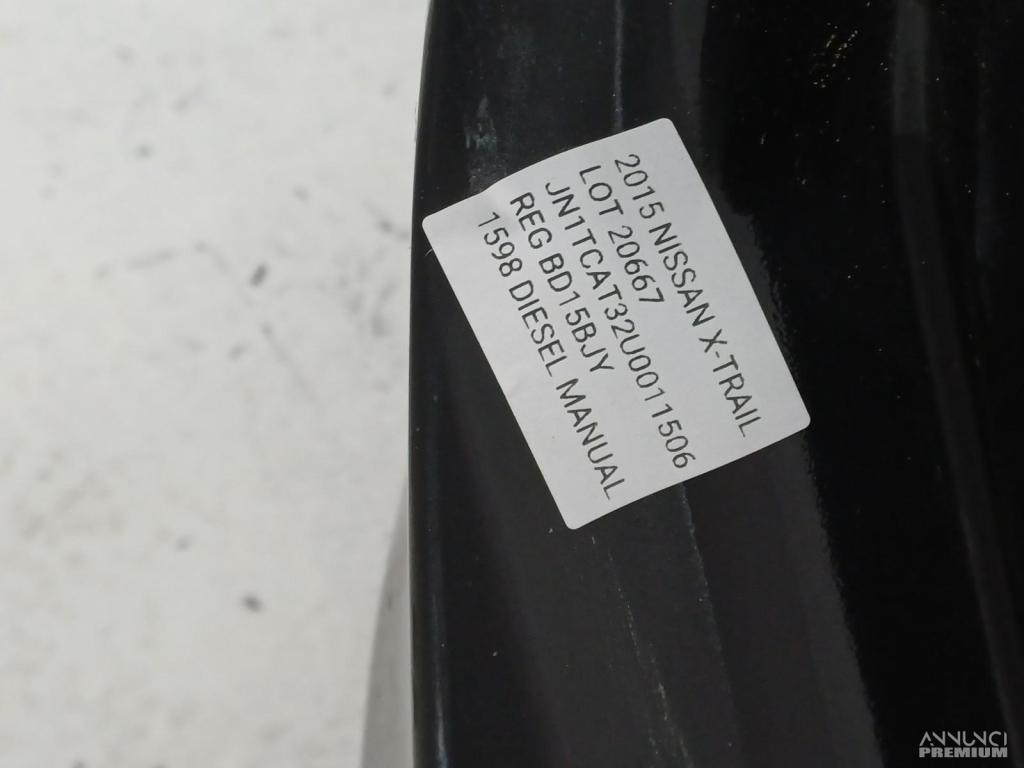 2015 NISSAN X-TRAIL
LOT 20667
JN1TCAT32U0011506
REG BD15BJY
1598 DIESEL MANUAL
ANNUNCI
PREMIUM